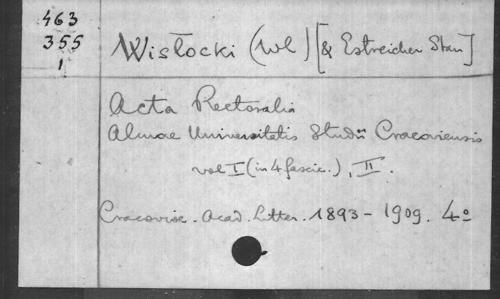 463
355
1
Wisłocki (Wl) [& Estreicher Stan]
Acta Rectoralia
Almae Universitatis Studii Cracoviensis
vol I (in 4 fascic.), II.
Cracoviae. Acad. Litter. 1893-1909. 4o